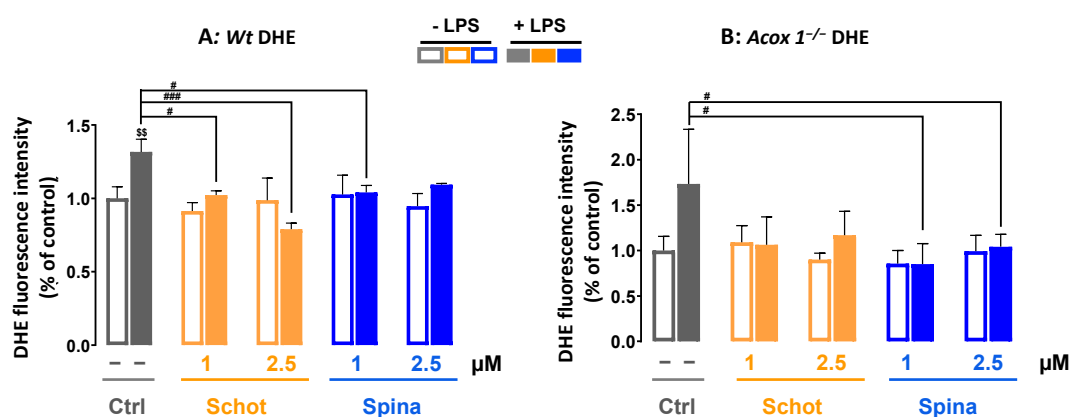 A: Wt DHE
- LPS + LPS
B: Acox 1⁻/⁻ DHE
DHE fluorescence intensity
(% of control)
1.5
1.0
0.5
0.0
#
###
#
$$
– –
1 2.5 1 2.5 µM
Ctrl Schot Spina
DHE fluorescence intensity
(% of control)
2.5
2.0
1.5
1.0
0.5
0.0
#
#
– –
1 2.5 1 2.5 µM
Ctrl Schot Spina